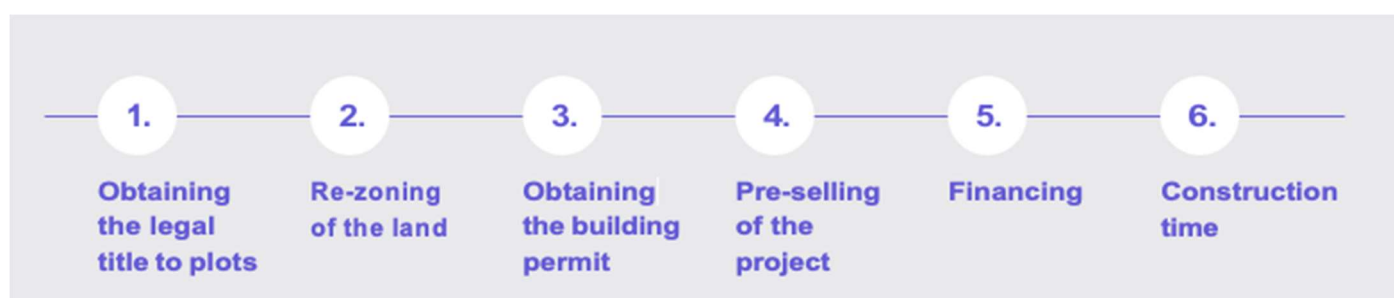 1.
Obtaining
the legal
title to plots
2.
Re-zoning
of the land
3.
Obtaining
the building
permit
4.
Pre-selling
of the
project
5.
Financing
6.
Construction
time